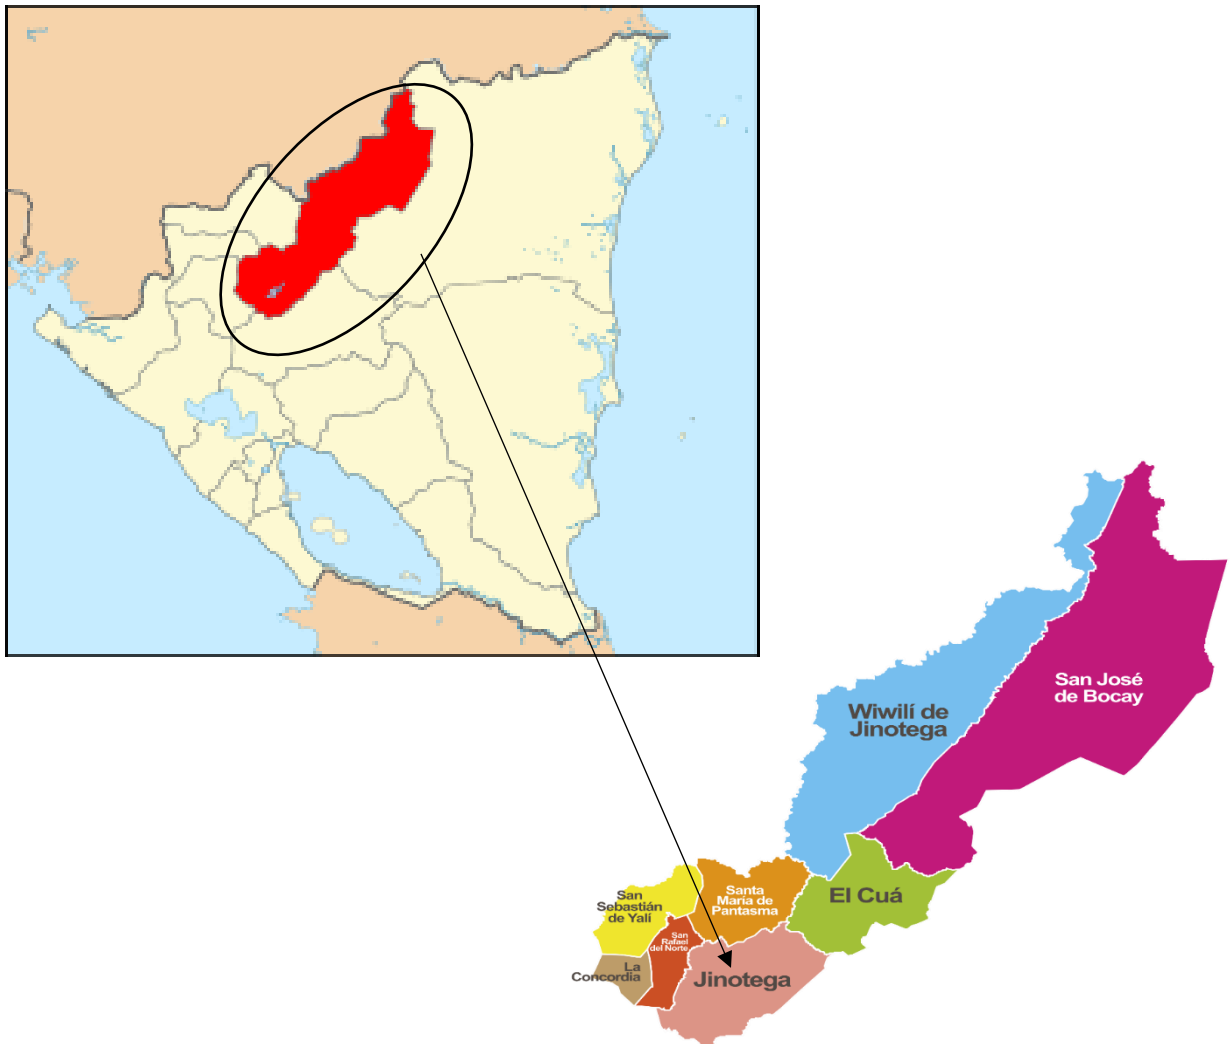 San José
de Bocay
Wiwilí de
Jinotega
Santa
María de
Pantasma
El Cuá
San
Sebastián
de Yalí
San
Rafael
del Norte
La
Concordia
Jinotega